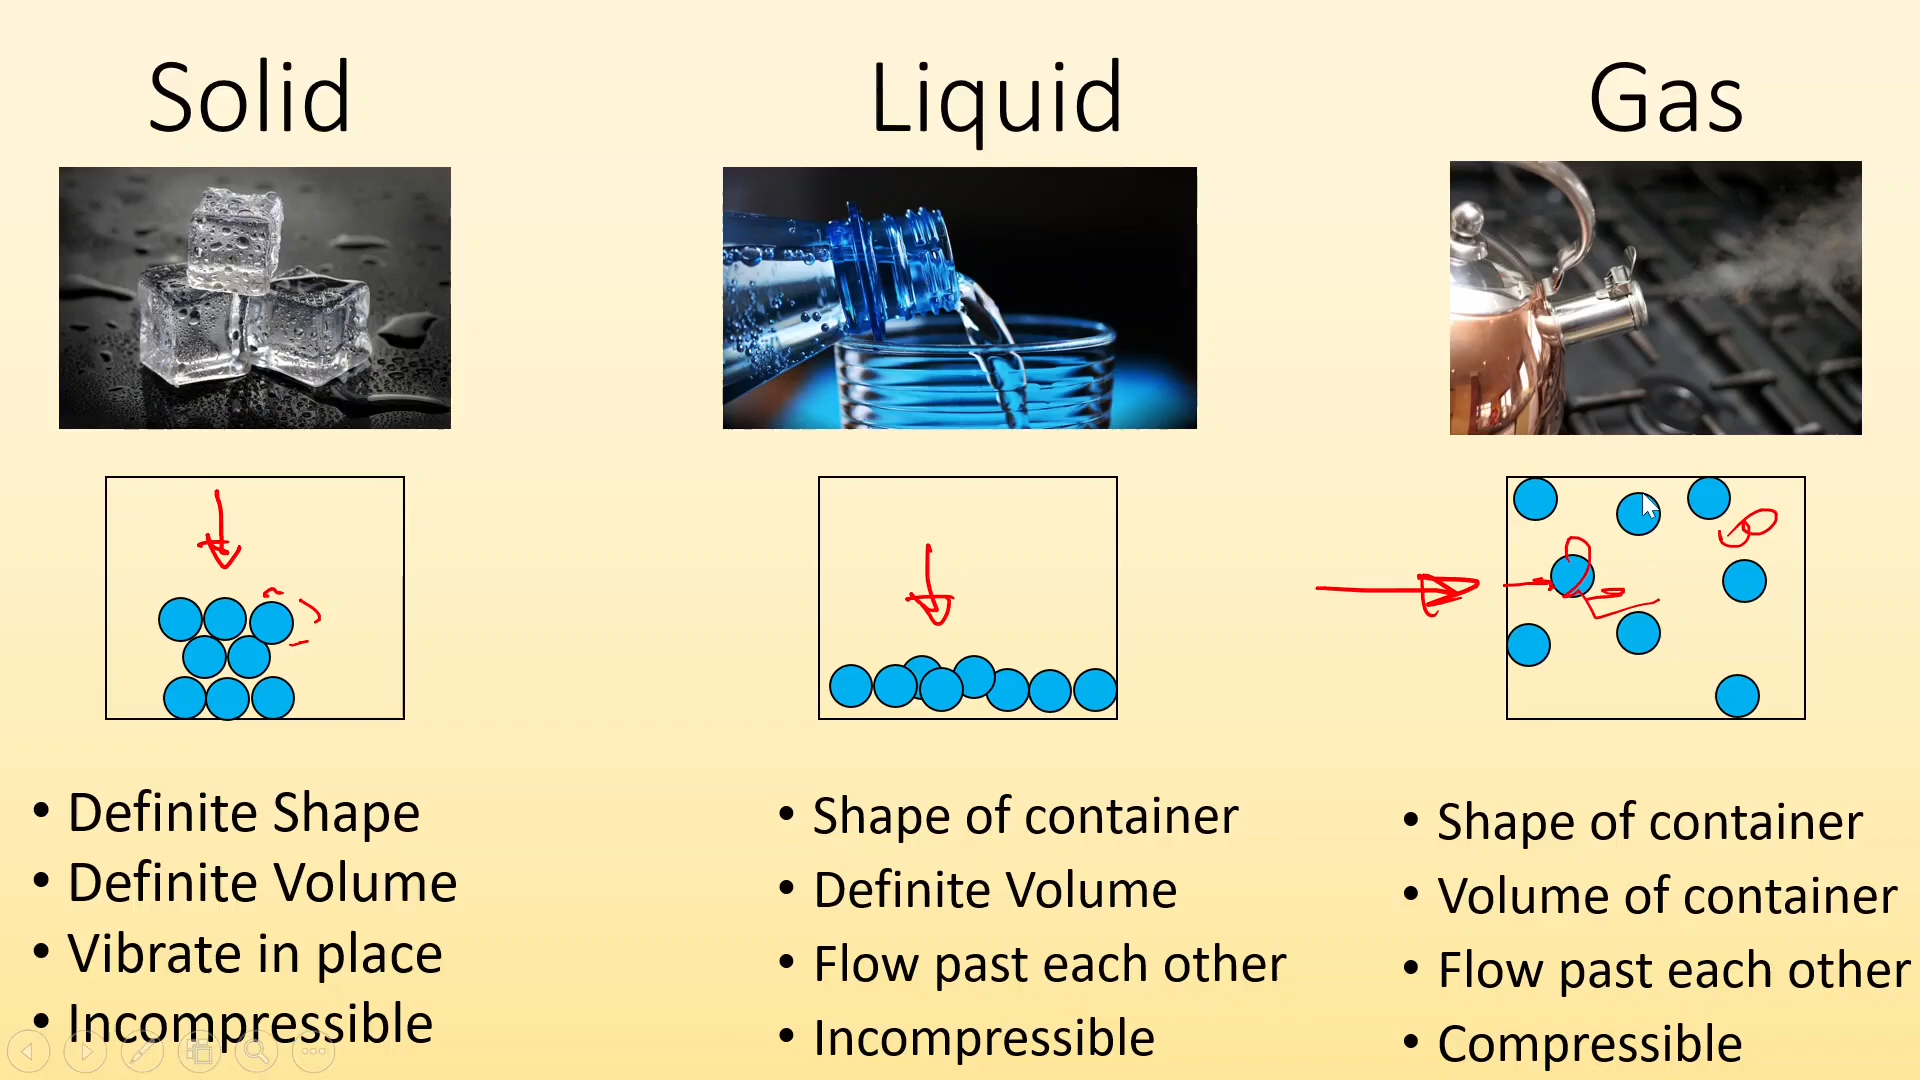 Solid
Liquid
Gas
• Definite Shape
• Definite Volume
• Vibrate in place
• Incompressible
• Shape of container
• Definite Volume
• Flow past each other
• Incompressible
• Shape of container
• Volume of container
• Flow past each other
• Compressible